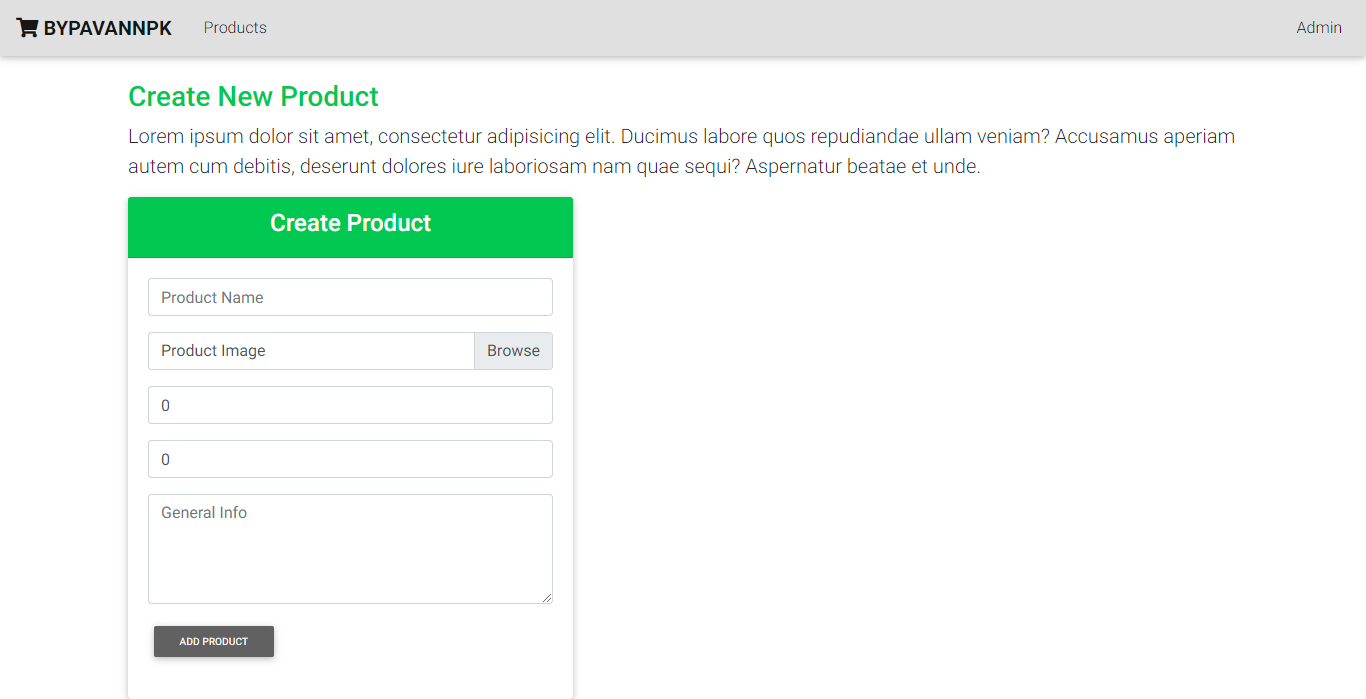 BYPAVANNPK Products Admin
Create New Product
Lorem ipsum dolor sit amet, consectetur adipisicing elit. Ducimus labore quos repudiandae ullam veniam? Accusamus aperiam
autem cum debitis, deserunt dolores iure laboriosam nam quae sequi? Aspernatur beatae et unde.
Create Product
Product Name
Product Image Browse
0
0
General Info
ADD PRODUCT